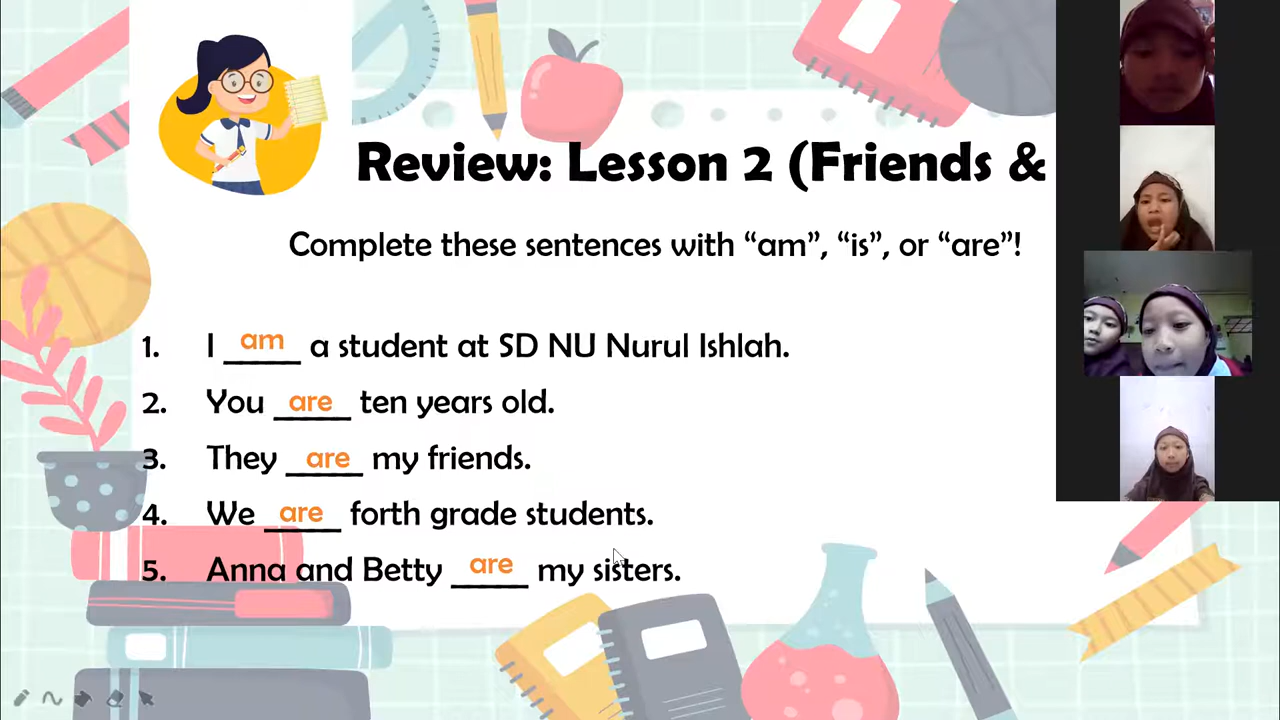 Review: Lesson 2 (Friends &
Complete these sentences with “am”, “is”, or “are”!
1. I am a student at SD NU Nurul Ishlah.
2. You are ten years old.
3. They are my friends.
4. We are forth grade students.
5. Anna and Betty are my sisters.